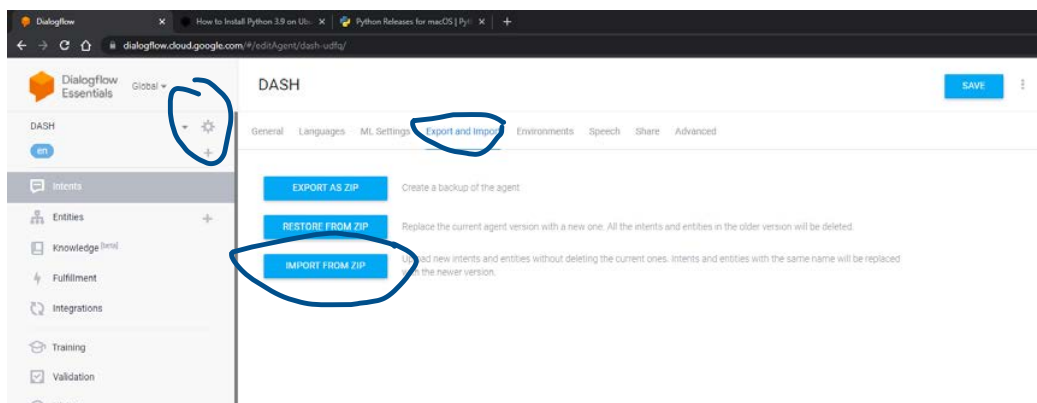 Dialogflow
How to Install Python 3.9 on Ub
Python Releases for macOS | Pyt
dialogflow.cloud.google.com/#/editAgent/dash-udfq/
Dialogflow
Essentials
Global
DASH
SAVE
DASH
en
General Languages ML Settings Export and Import Environments Speech Share Advanced
Intents
EXPORT AS ZIP Create a backup of the agent
Entities
RESTORE FROM ZIP Replace the current agent version with a new one. All the intents and entities in the older version will be deleted.
Knowledge [beta]
IMPORT FROM ZIP Upload new intents and entities without deleting the current ones. Intents and entities with the same name will be replaced
with the newer version.
Fulfillment
Integrations
Training
Validation